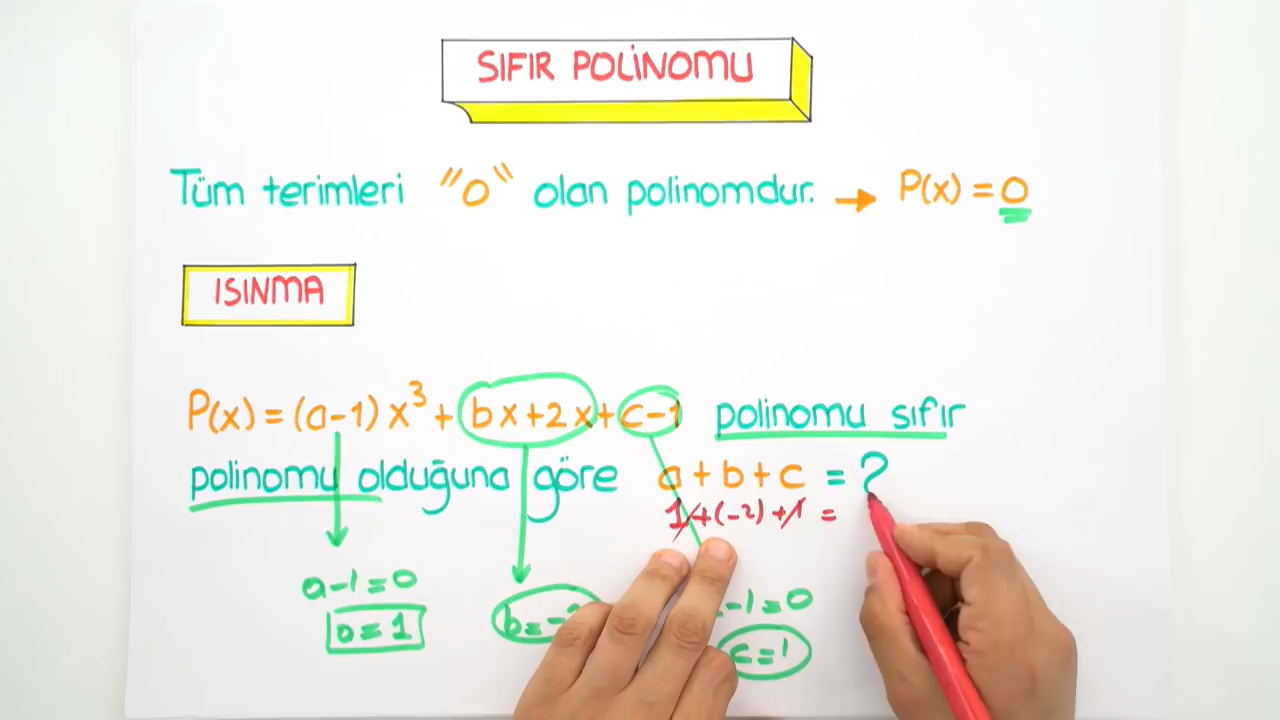 SIFIR POLİNOMU
Tüm terimleri "0" olan polinomdur. → P(x) = 0
ISINMA
P(x) = (a-1) x³ + bx+2x + c-1 polinomu sıfır
polinomu olduğuna göre a + b + c = ?
1 + (-2) + 1 =
a-1=0
-1=0
a=1
b=-
c=1